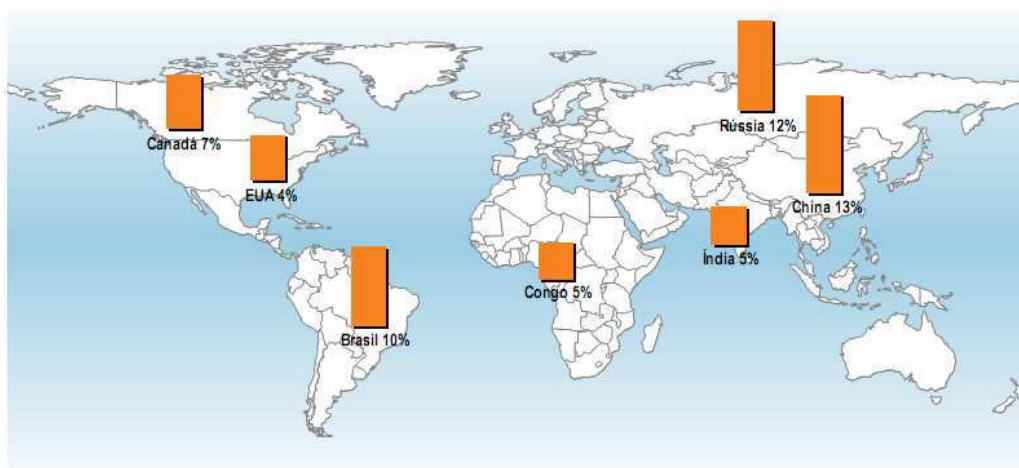 Canadá 7%
EUA 4%
Brasil 10%
Congo 5%
Rússia 12%
China 13%
Índia 5%